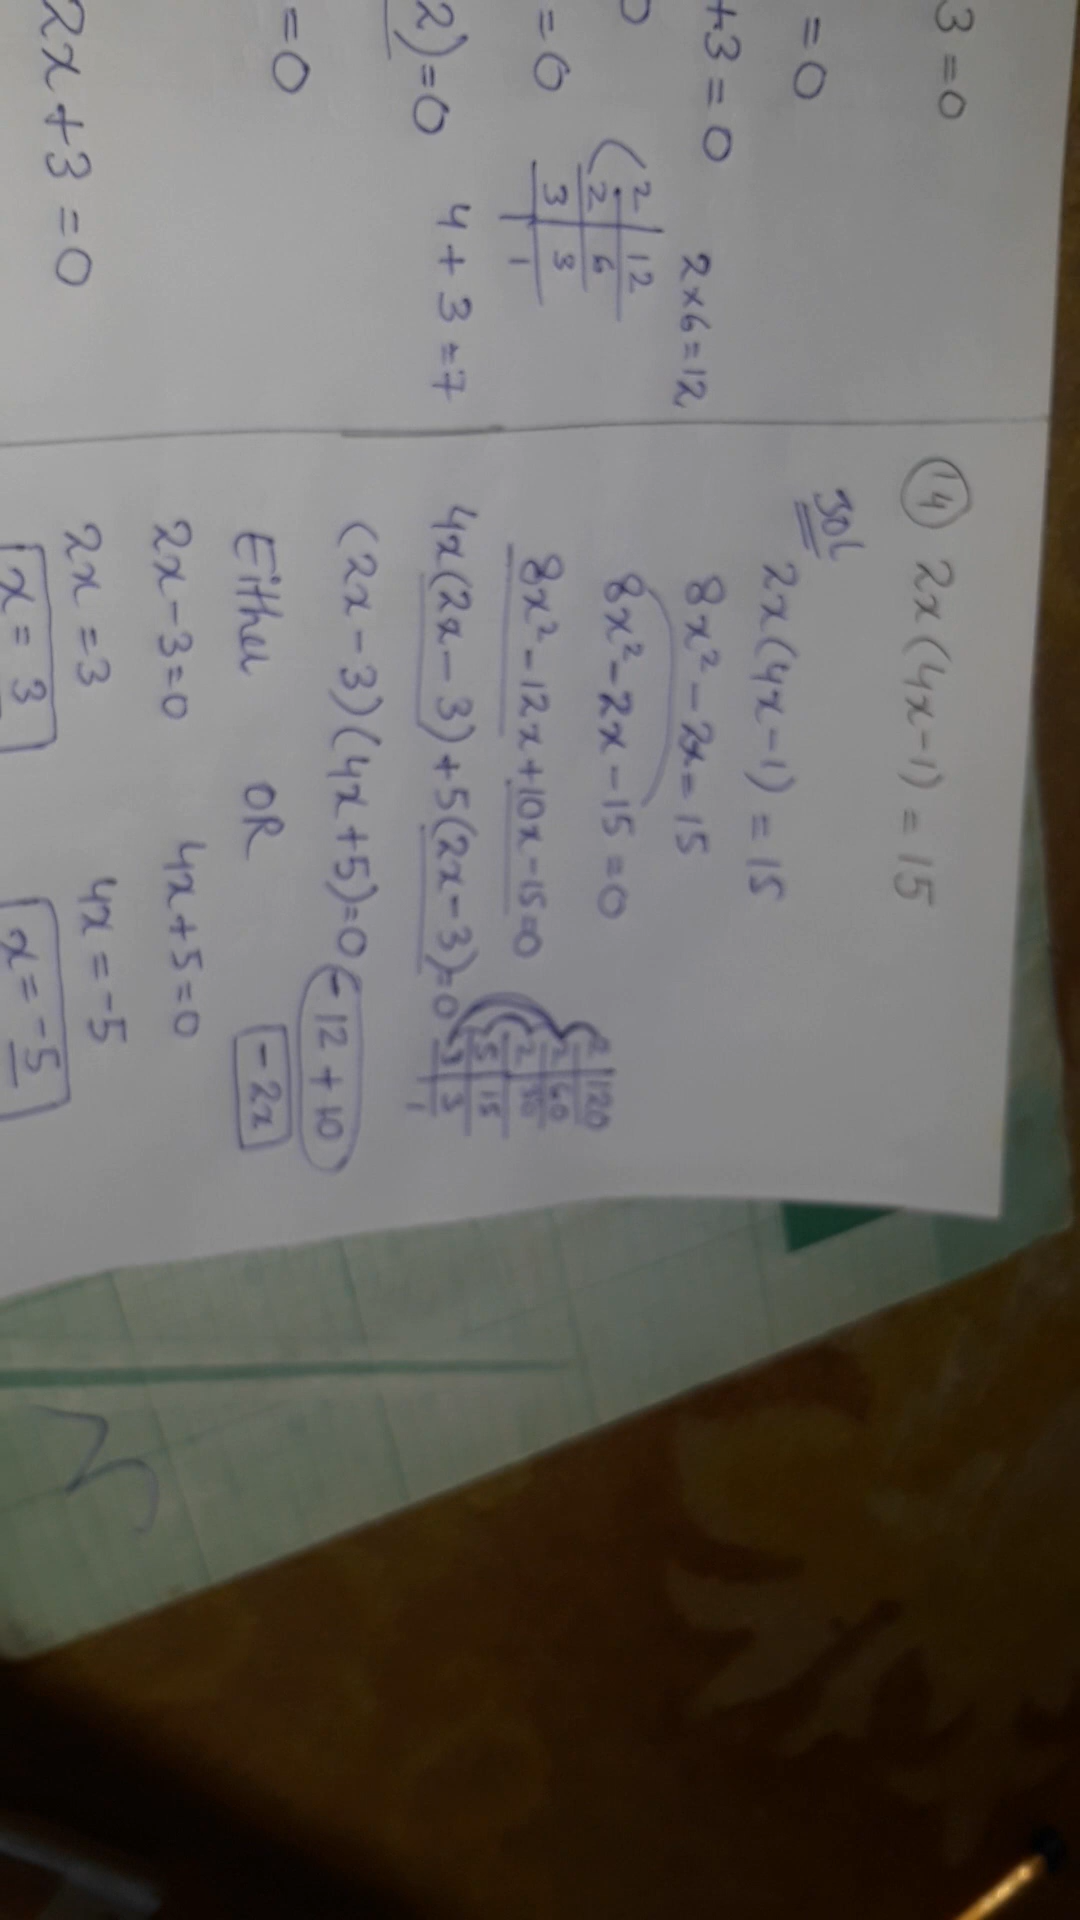 3=0
=0
+3=0
2×6=12
2 12
2 6
3 3
1
=0
2)=0
4+3=7
=0
2x+3=0
(14) 2x(4x-1)=15
Sol
2x(4x-1)=15
8x²-2x=15
8x²-2x-15=0
8x²-12x+10x-15=0
4x(2x-3)+5(2x-3)=0
2 120
2 60
2 30
5 15
3 3
1
(2x-3)(4x+5)=0
-12+10
-2x
Either OR
2x-3=0 4x+5=0
2x=3 4x=-5
x=3 x=-5